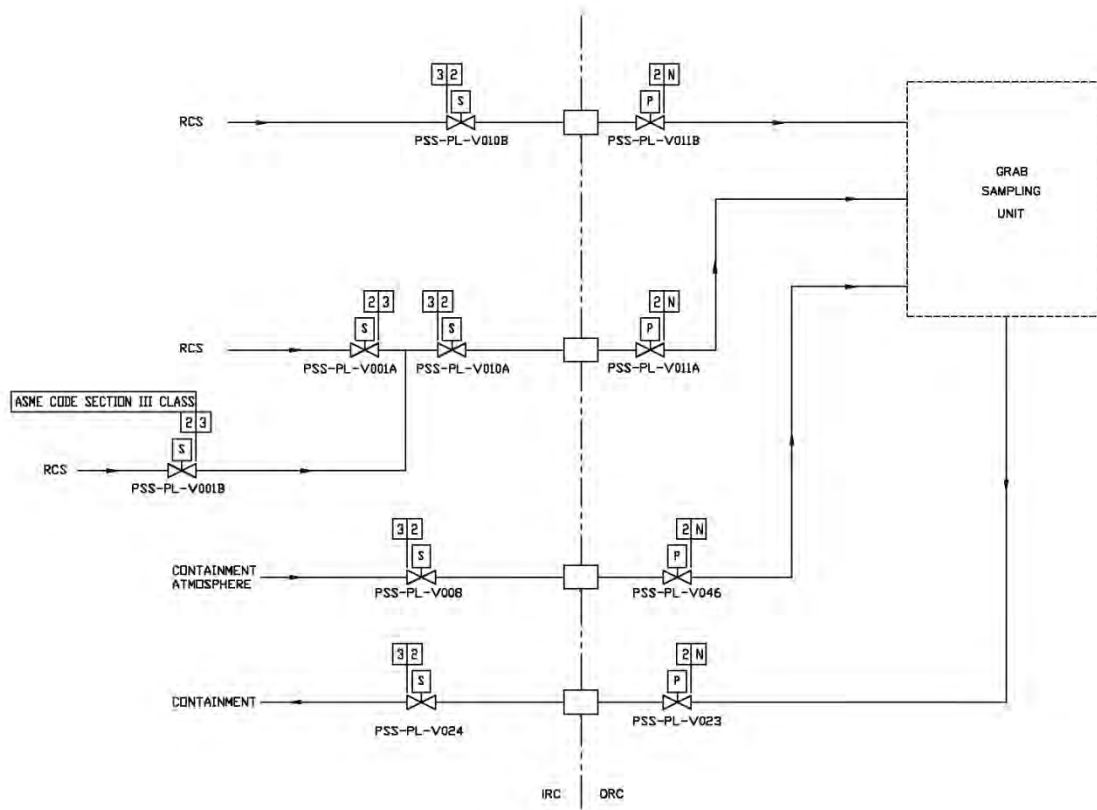 3 2
2 N
S
P
RCS
PSS-PL-V010B
PSS-PL-V011B
GRAB
SAMPLING
UNIT
2 3
3 2
2 N
S
S
P
RCS
PSS-PL-V001A
PSS-PL-V010A
PSS-PL-V011A
ASME CODE SECTION III CLASS
2 3
S
RCS
PSS-PL-V001B
3 2
2 N
S
P
CONTAINMENT
ATMOSPHERE
PSS-PL-V008
PSS-PL-V046
3 2
2 N
S
P
CONTAINMENT
PSS-PL-V024
PSS-PL-V023
IRC
ORC